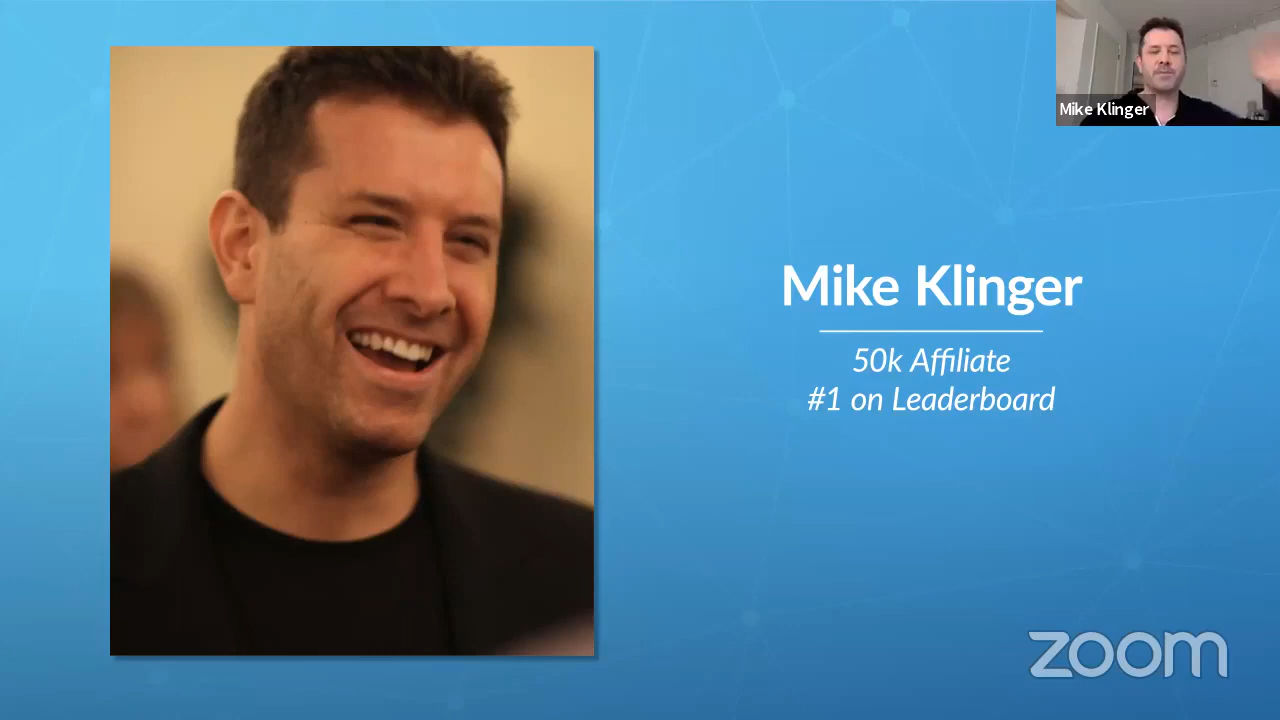 Mike Klinger
Mike Klinger
50k Affiliate
#1 on Leaderboard
zoom